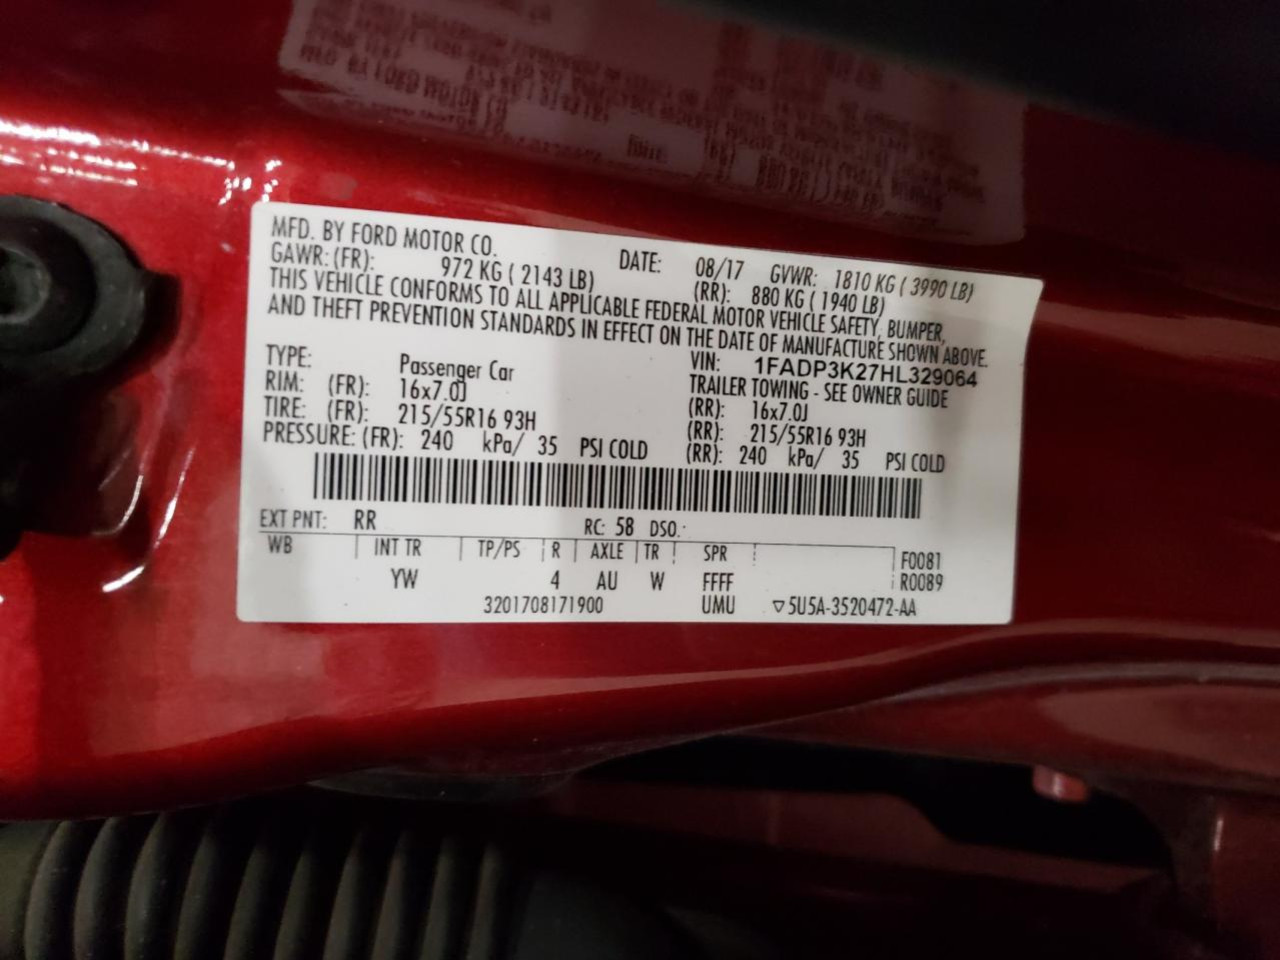 MFD. BY FORD MOTOR CO. DATE: 08/17 GVWR: 1810 KG ( 3990 LB)
GAWR: (FR): 972 KG ( 2143 LB) (RR): 880 KG ( 1940 LB)
THIS VEHICLE CONFORMS TO ALL APPLICABLE FEDERAL MOTOR VEHICLE SAFETY, BUMPER,
AND THEFT PREVENTION STANDARDS IN EFFECT ON THE DATE OF MANUFACTURE SHOWN ABOVE.
VIN: 1FADP3K27HL329064
TYPE: Passenger Car TRAILER TOWING - SEE OWNER GUIDE
RIM: (FR): 16x7.0J (RR): 16x7.0J
TIRE: (FR): 215/55R16 93H (RR): 215/55R16 93H
PRESSURE: (FR): 240 kPa/ 35 PSI COLD (RR): 240 kPa/ 35 PSI COLD
EXT PNT: RR RC: 58 DSO:
WB INT TR TP/PS R AXLE TR SPR F0081
YW 4 AU W FFFF R0089
3201708171900 UMU ▽5U5A-3520472-AA